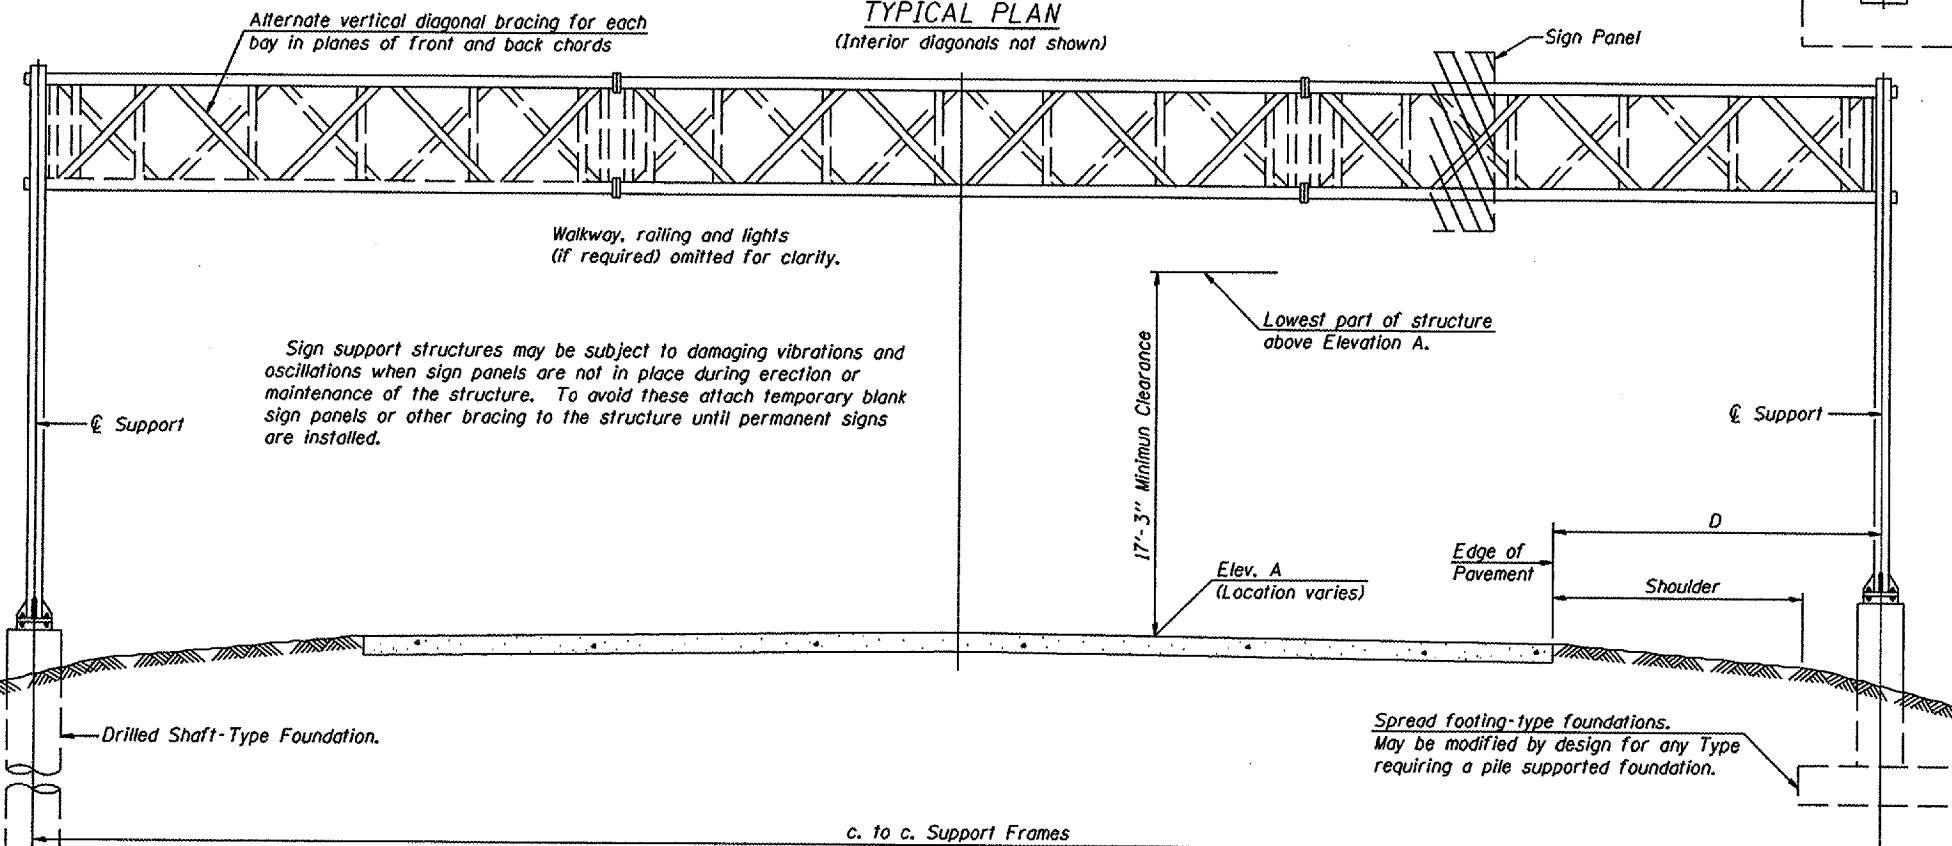 TYPICAL PLAN
(Interior diagonals not shown)
Alternate vertical diagonal bracing for each
bay in planes of front and back chords
Sign Panel
Walkway, railing and lights
(if required) omitted for clarity.
Lowest part of structure
above Elevation A.
17'-3" Minimun Clearance
Sign support structures may be subject to damaging vibrations and
oscillations when sign panels are not in place during erection or
maintenance of the structure. To avoid these attach temporary blank
sign panels or other bracing to the structure until permanent signs
are installed.
℄ Support
℄ Support
D
Edge of
Pavement
Shoulder
Elev. A
(Location varies)
Drilled Shaft-Type Foundation.
Spread footing-type foundations.
May be modified by design for any Type
requiring a pile supported foundation.
c. to c. Support Frames